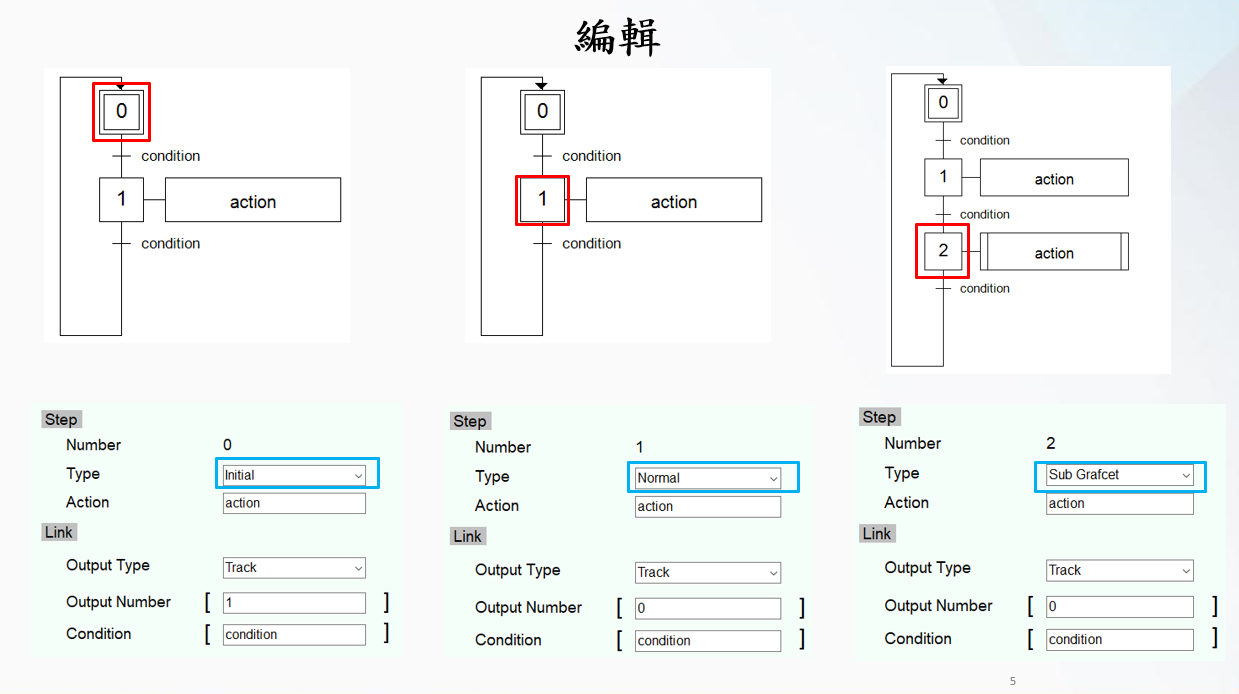 編輯
0
condition
1
action
condition
0
condition
1
action
condition
0
condition
1
action
condition
2
action
condition
Step
Number 0
Type Initial
Action action
Link
Output Type Track
Output Number [ 1 ]
Condition [ condition ]
Step
Number 1
Type Normal
Action action
Link
Output Type Track
Output Number [ 0 ]
Condition [ condition ]
Step
Number 2
Type Sub Grafcet
Action action
Link
Output Type Track
Output Number [ 0 ]
Condition [ condition ]
5